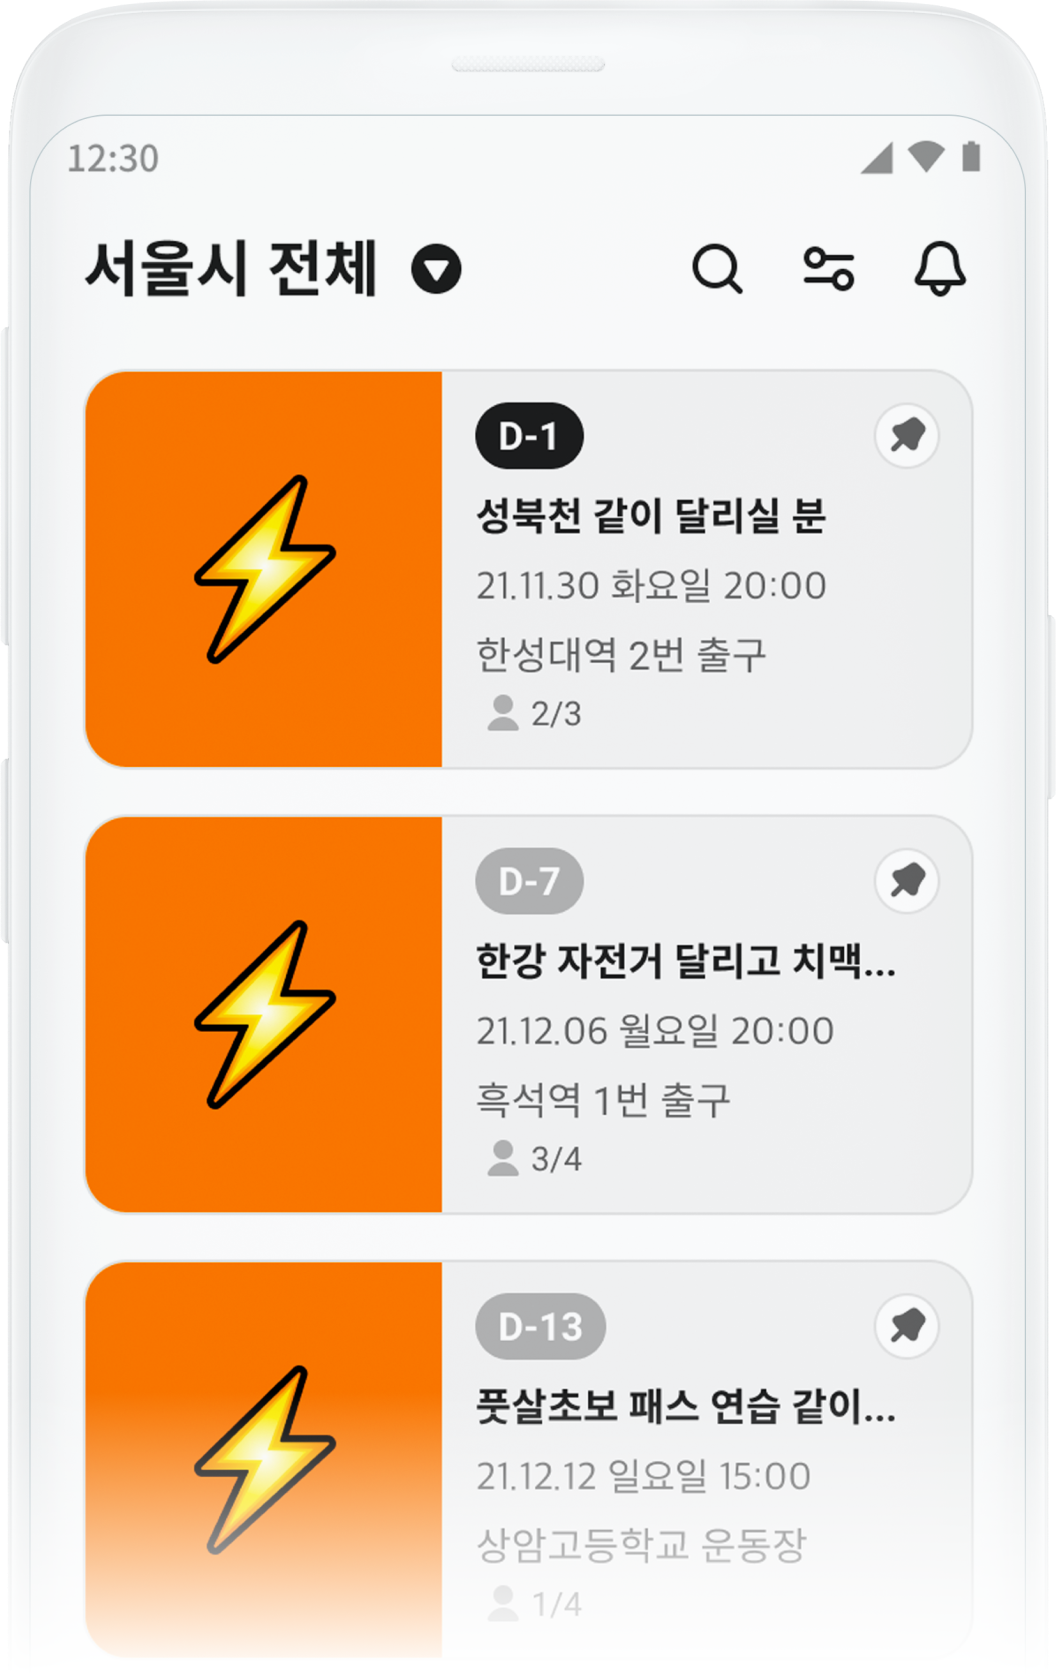 12:30
서울시 전체
D-1
성북천 같이 달리실 분
21.11.30 화요일 20:00
한성대역 2번 출구
2/3
D-7
한강 자전거 달리고 치맥...
21.12.06 월요일 20:00
흑석역 1번 출구
3/4
D-13
풋살초보 패스 연습 같이...
21.12.12 일요일 15:00
상암고등학교 운동장
1/4